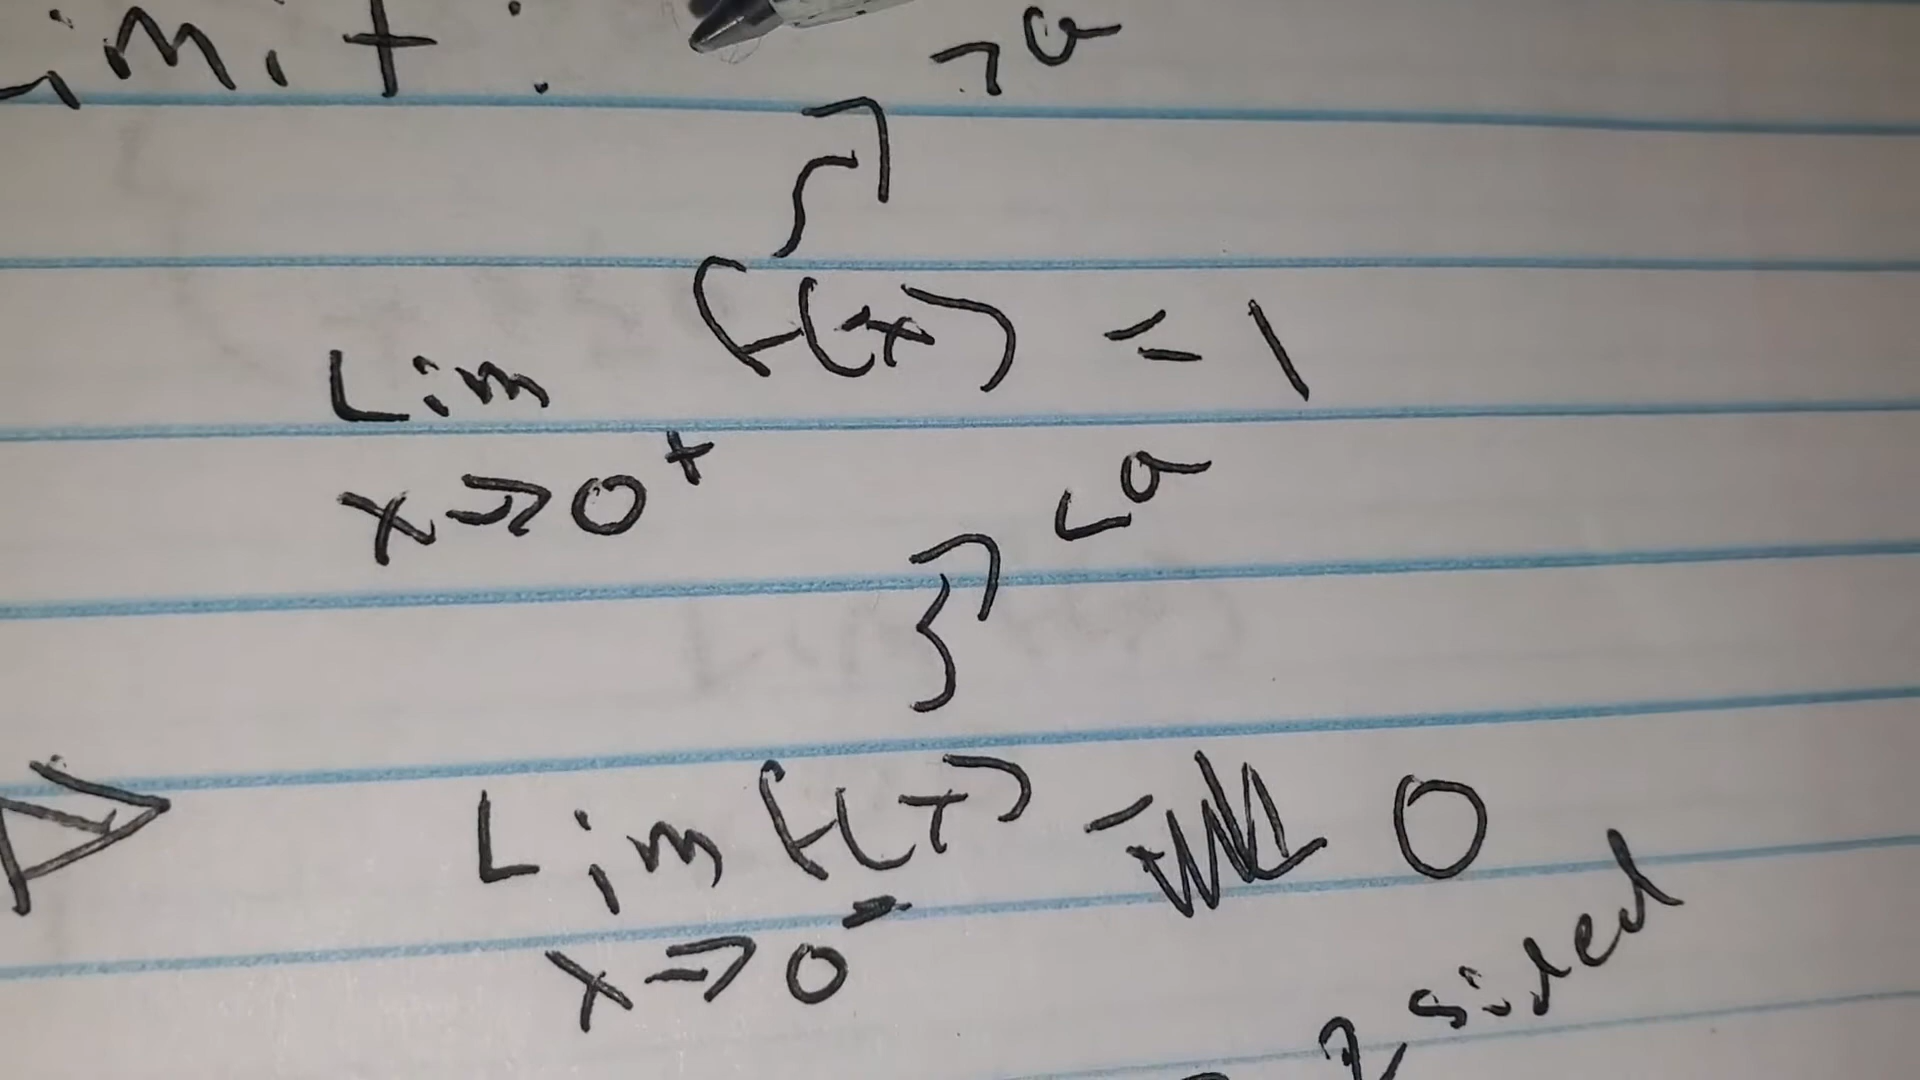 imit:
>a
Lim f(x) = 1
x→0+
<a
Lim f(x) = 0
x→0-
2 sided